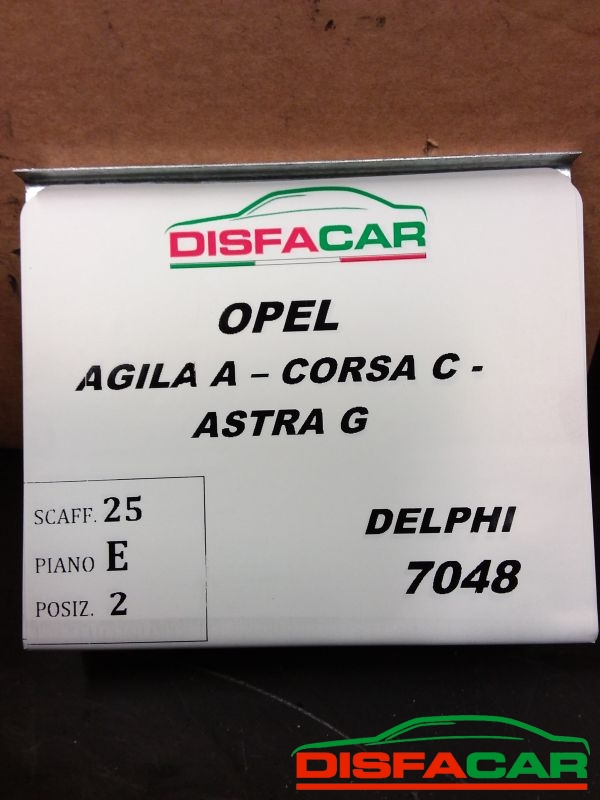 DISFACAR
OPEL
AGILA A – CORSA C -
ASTRA G
SCAFF. 25
PIANO E
POSIZ. 2
DELPHI
7048
DISFACAR